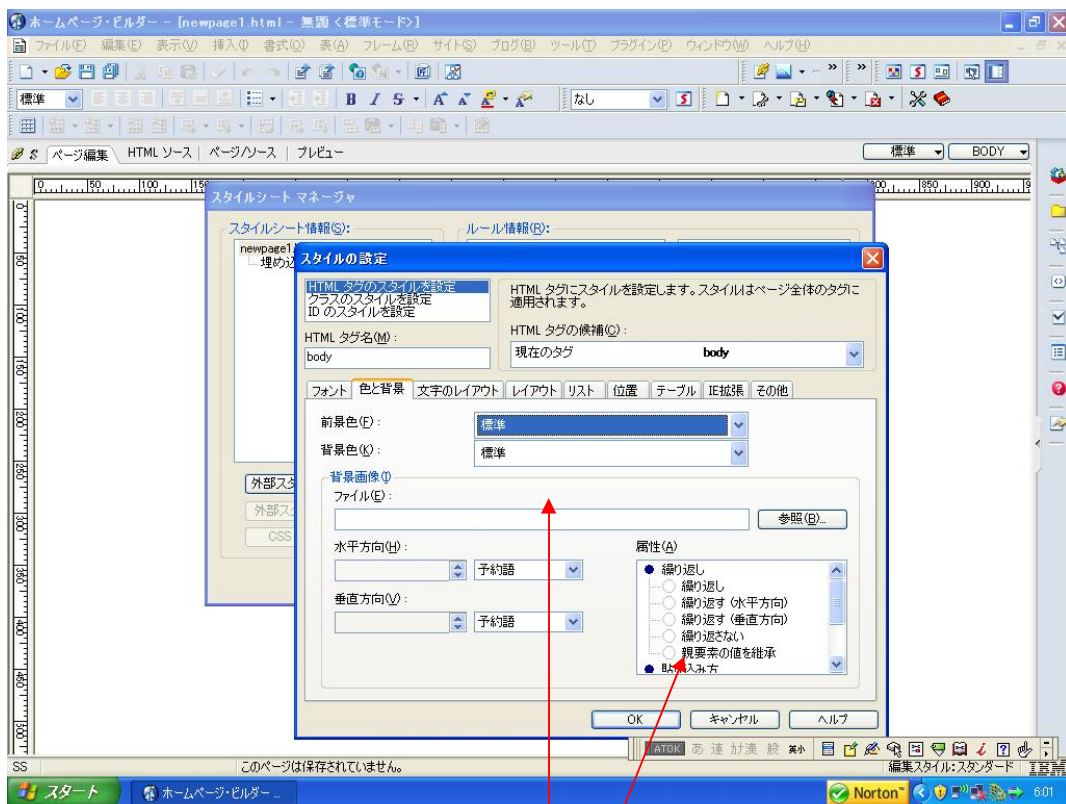 ホームページ・ビルダー - [newpage1.html - 無題 <標準モード>]
ファイル(F) 編集(E) 表示(V) 挿入(I) 書式(O) 表(A) フレーム(R) サイト(S) ブログ(B) ツール(T) プラグイン(P) ウィンドウ(W) ヘルプ(H)
標準 B I S A A なし
ページ編集 HTML ソース ページ/ソース プレビュー 標準 BODY
0 50 100 800 850 900
スタイルシート マネージャ
スタイルシート情報(S): ルール情報(R):
newpage1
埋め込
外部ス
外部ス
CSS
スタイルの設定
HTML タグのスタイルを設定
クラスのスタイルを設定
ID のスタイルを設定
HTML タグにスタイルを設定します。スタイルはページ全体のタグに
適用されます。
HTML タグ名(M):
body
HTML タグの候補(C):
現在のタグ body
フォント 色と背景 文字のレイアウト レイアウト リスト 位置 テーブル IE拡張 その他
前景色(F): 標準
背景色(K): 標準
背景画像(I)
ファイル(E):
参照(B)...
水平方向(H):
予約語
垂直方向(V):
予約語
属性(A)
繰り返し
繰り返し
繰り返す (水平方向)
繰り返す (垂直方向)
繰り返さない
親要素の値を継承
OK キャンセル ヘルプ
ATOK あ 連 般 英小
SS このページは保存されていません。 編集スタイル:スタンダード IBM
スタート ホームページ・ビルダー ... Norton 6:01